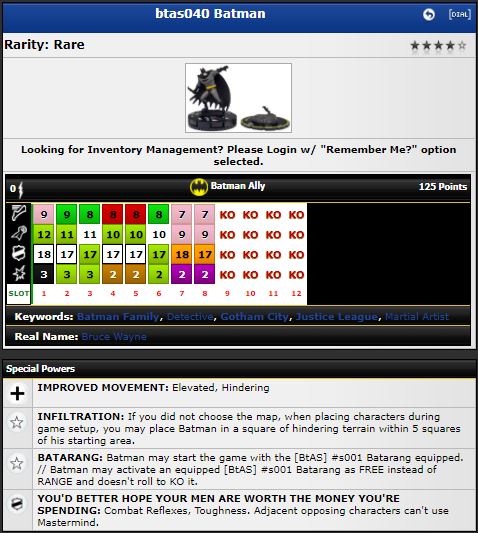 btas040 Batman
[DIAL]
Rarity: Rare
Looking for Inventory Management? Please Login w/ "Remember Me?" option
selected.
0 Batman Ally 125 Points
9 9 8 8 8 8 7 7 KO KO KO KO
12 11 11 10 10 10 9 9 KO KO KO KO
18 17 17 17 17 17 18 17 KO KO KO KO
3 3 3 2 2 2 2 2 KO KO KO KO
SLOT 1 2 3 4 5 6 7 8 9 10 11 12
Keywords: Batman Family, Detective, Gotham City, Justice League, Martial Artist
Real Name: Bruce Wayne
Special Powers
IMPROVED MOVEMENT: Elevated, Hindering
INFILTRATION: If you did not choose the map, when placing characters during
game setup, you may place Batman in a square of hindering terrain within 5 squares
of his starting area.
BATARANG: Batman may start the game with the [BtAS] #s001 Batarang equipped.
// Batman may activate an equipped [BtAS] #s001 Batarang as FREE instead of
RANGE and doesn't roll to KO it.
YOU'D BETTER HOPE YOUR MEN ARE WORTH THE MONEY YOU'RE
SPENDING: Combat Reflexes, Toughness. Adjacent opposing characters can't use
Mastermind.